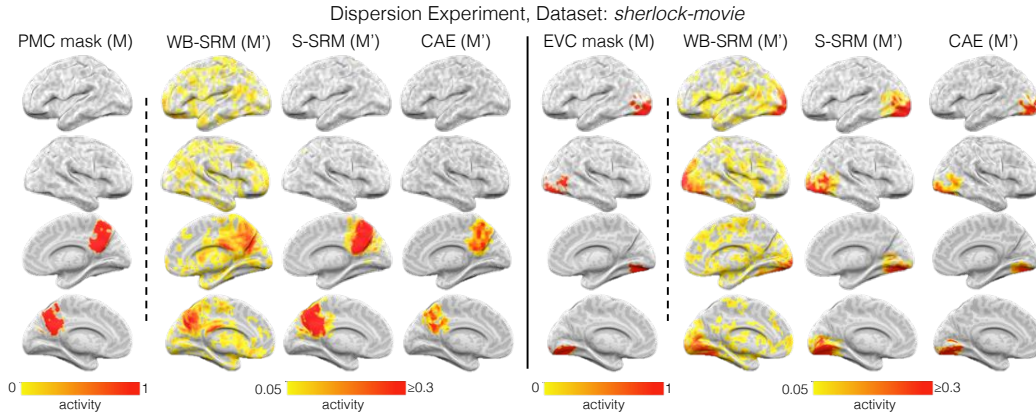 Dispersion Experiment, Dataset: sherlock-movie
PMC mask (M) WB-SRM (M') S-SRM (M') CAE (M') EVC mask (M) WB-SRM (M') S-SRM (M') CAE (M')
0 1 0.05 ≥0.3 0 1 0.05 ≥0.3
activity activity activity activity